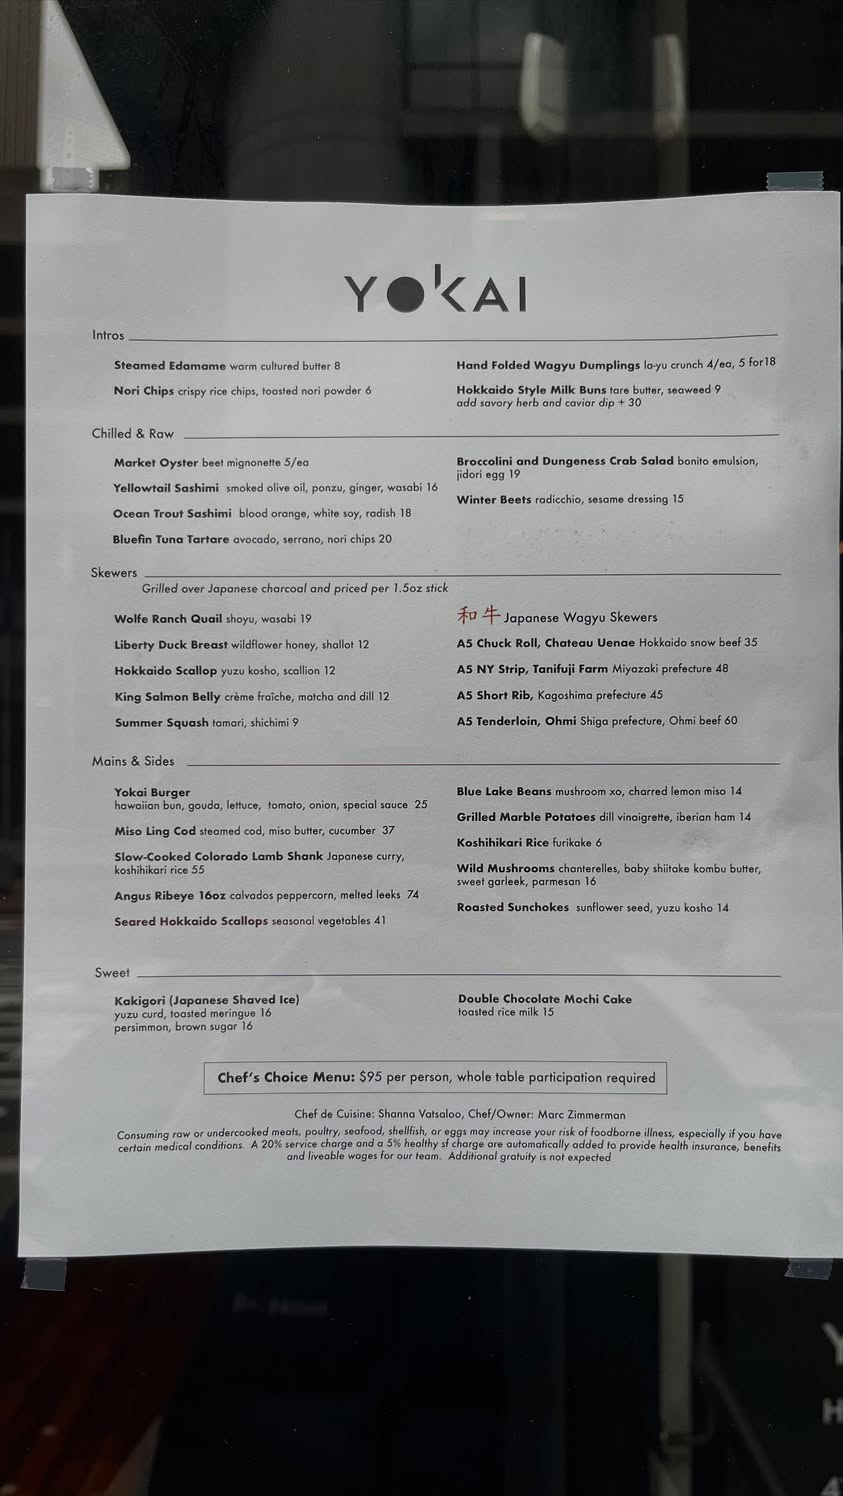 YOKAI
Intros
Steamed Edamame warm cultured butter 8
Nori Chips crispy rice chips, toasted nori powder 6
Hand Folded Wagyu Dumplings la-yu crunch 4/ea, 5 for18
Hokkaido Style Milk Buns tare butter, seaweed 9
add savory herb and caviar dip + 30
Chilled & Raw
Market Oyster beet mignonette 5/ea
Yellowtail Sashimi smoked olive oil, ponzu, ginger, wasabi 16
Ocean Trout Sashimi blood orange, white soy, radish 18
Bluefin Tuna Tartare avocado, serrano, nori chips 20
Broccolini and Dungeness Crab Salad bonito emulsion,
jidori egg 19
Winter Beets radicchio, sesame dressing 15
Skewers
Grilled over Japanese charcoal and priced per 1.5oz stick
Wolfe Ranch Quail shoyu, wasabi 19
Liberty Duck Breast wildflower honey, shallot 12
Hokkaido Scallop yuzu kosho, scallion 12
King Salmon Belly crème fraîche, matcha and dill 12
Summer Squash tamari, shichimi 9
和牛 Japanese Wagyu Skewers
A5 Chuck Roll, Chateau Uenae Hokkaido snow beef 35
A5 NY Strip, Tanifuji Farm Miyazaki prefecture 48
A5 Short Rib, Kagoshima prefecture 45
A5 Tenderloin, Ohmi Shiga prefecture, Ohmi beef 60
Mains & Sides
Yokai Burger
hawaiian bun, gouda, lettuce, tomato, onion, special sauce 25
Miso Ling Cod steamed cod, miso butter, cucumber 37
Slow-Cooked Colorado Lamb Shank Japanese curry,
koshihikari rice 55
Angus Ribeye 16oz calvados peppercorn, melted leeks 74
Seared Hokkaido Scallops seasonal vegetables 41
Blue Lake Beans mushroom xo, charred lemon miso 14
Grilled Marble Potatoes dill vinaigrette, iberian ham 14
Koshihikari Rice furikake 6
Wild Mushrooms chanterelles, baby shiitake kombu butter,
sweet garleek, parmesan 16
Roasted Sunchokes sunflower seed, yuzu kosho 14
Sweet
Kakigori (Japanese Shaved Ice)
yuzu curd, toasted meringue 16
persimmon, brown sugar 16
Double Chocolate Mochi Cake
toasted rice milk 15
Chef's Choice Menu: $95 per person, whole table participation required
Chef de Cuisine: Shanna Vatsaloo, Chef/Owner: Marc Zimmerman
Consuming raw or undercooked meats, poultry, seafood, shellfish, or eggs may increase your risk of foodborne illness, especially if you have
certain medical conditions. A 20% service charge and a 5% healthy sf charge are automatically added to provide health insurance, benefits
and liveable wages for our team. Additional gratuity is not expected